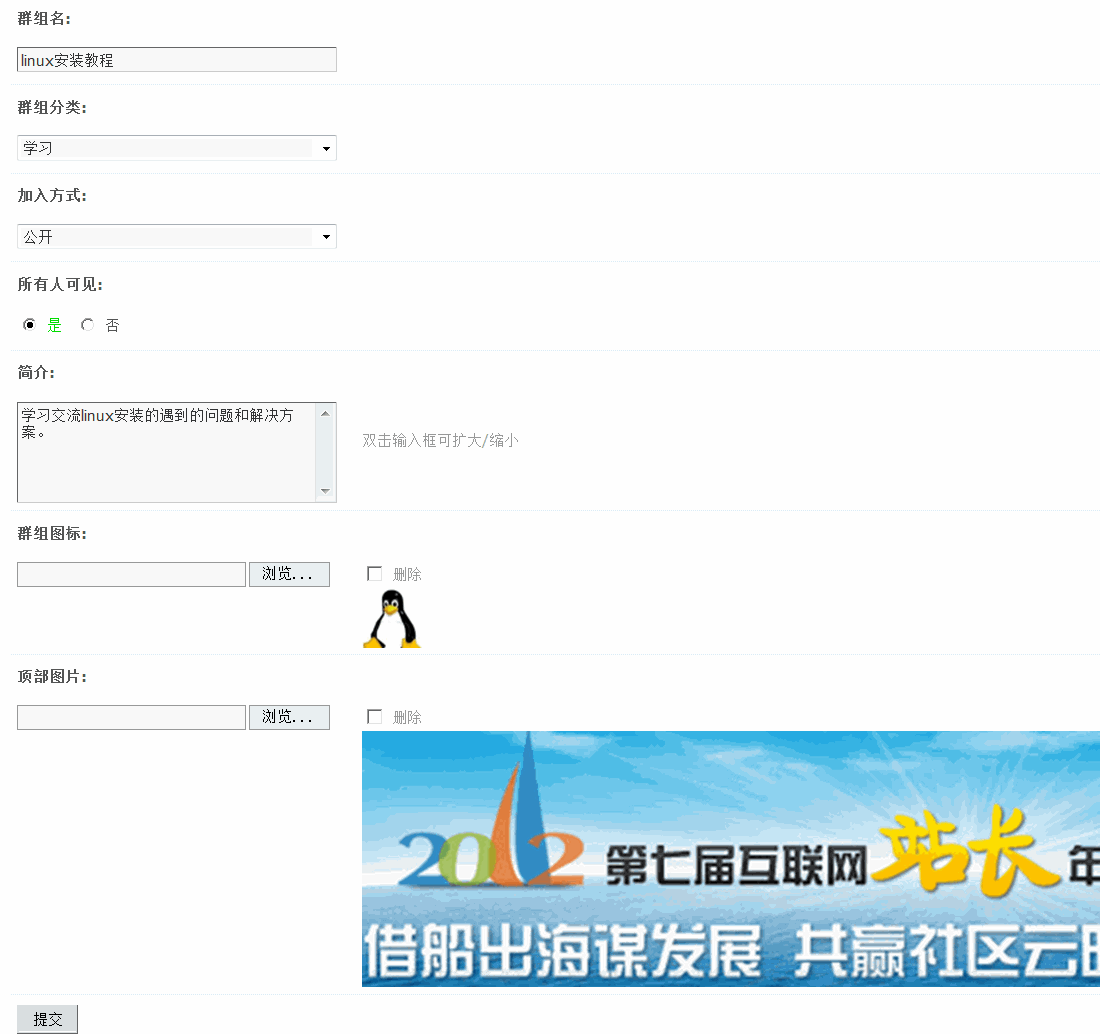 群组名:
linux安装教程
群组分类:
学习
加入方式:
公开
所有人可见:
是 否
简介:
学习交流linux安装的遇到的问题和解决方
案。
双击输入框可扩大/缩小
群组图标:
浏览... 删除
顶部图片:
浏览... 删除
2012 第七届互联网站长年
借船出海谋发展 共赢社区云
提交